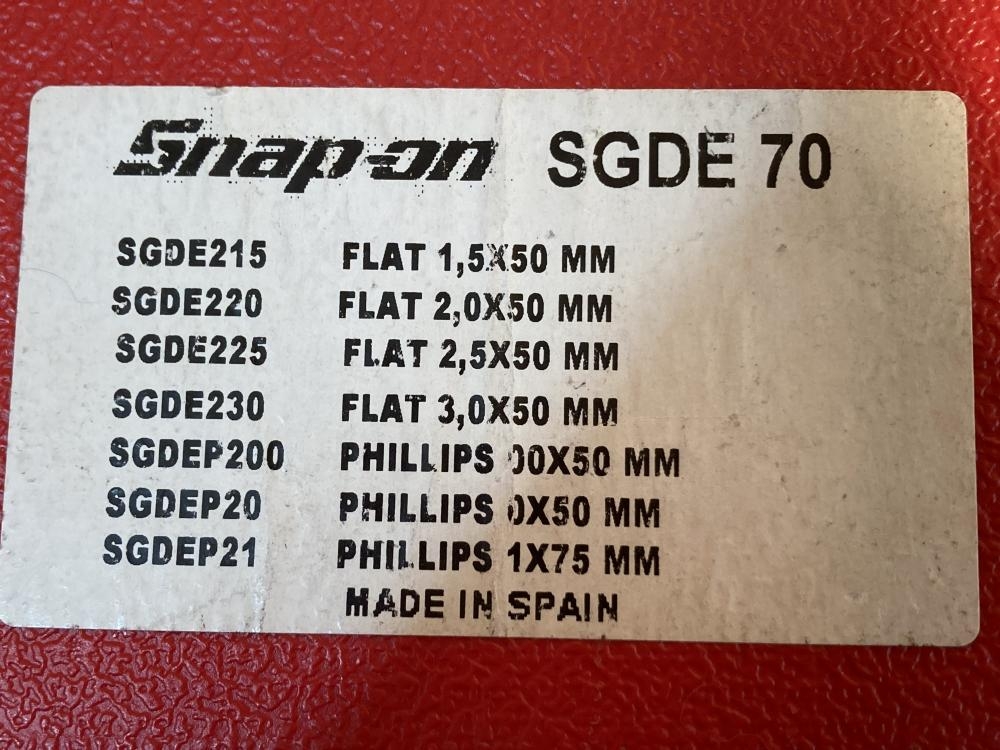 Snap-on SGDE 70
SGDE215 FLAT 1,5X50 MM
SGDE220 FLAT 2,0X50 MM
SGDE225 FLAT 2,5X50 MM
SGDE230 FLAT 3,0X50 MM
SGDEP200 PHILLIPS 00X50 MM
SGDEP20 PHILLIPS 0X50 MM
SGDEP21 PHILLIPS 1X75 MM
MADE IN SPAIN